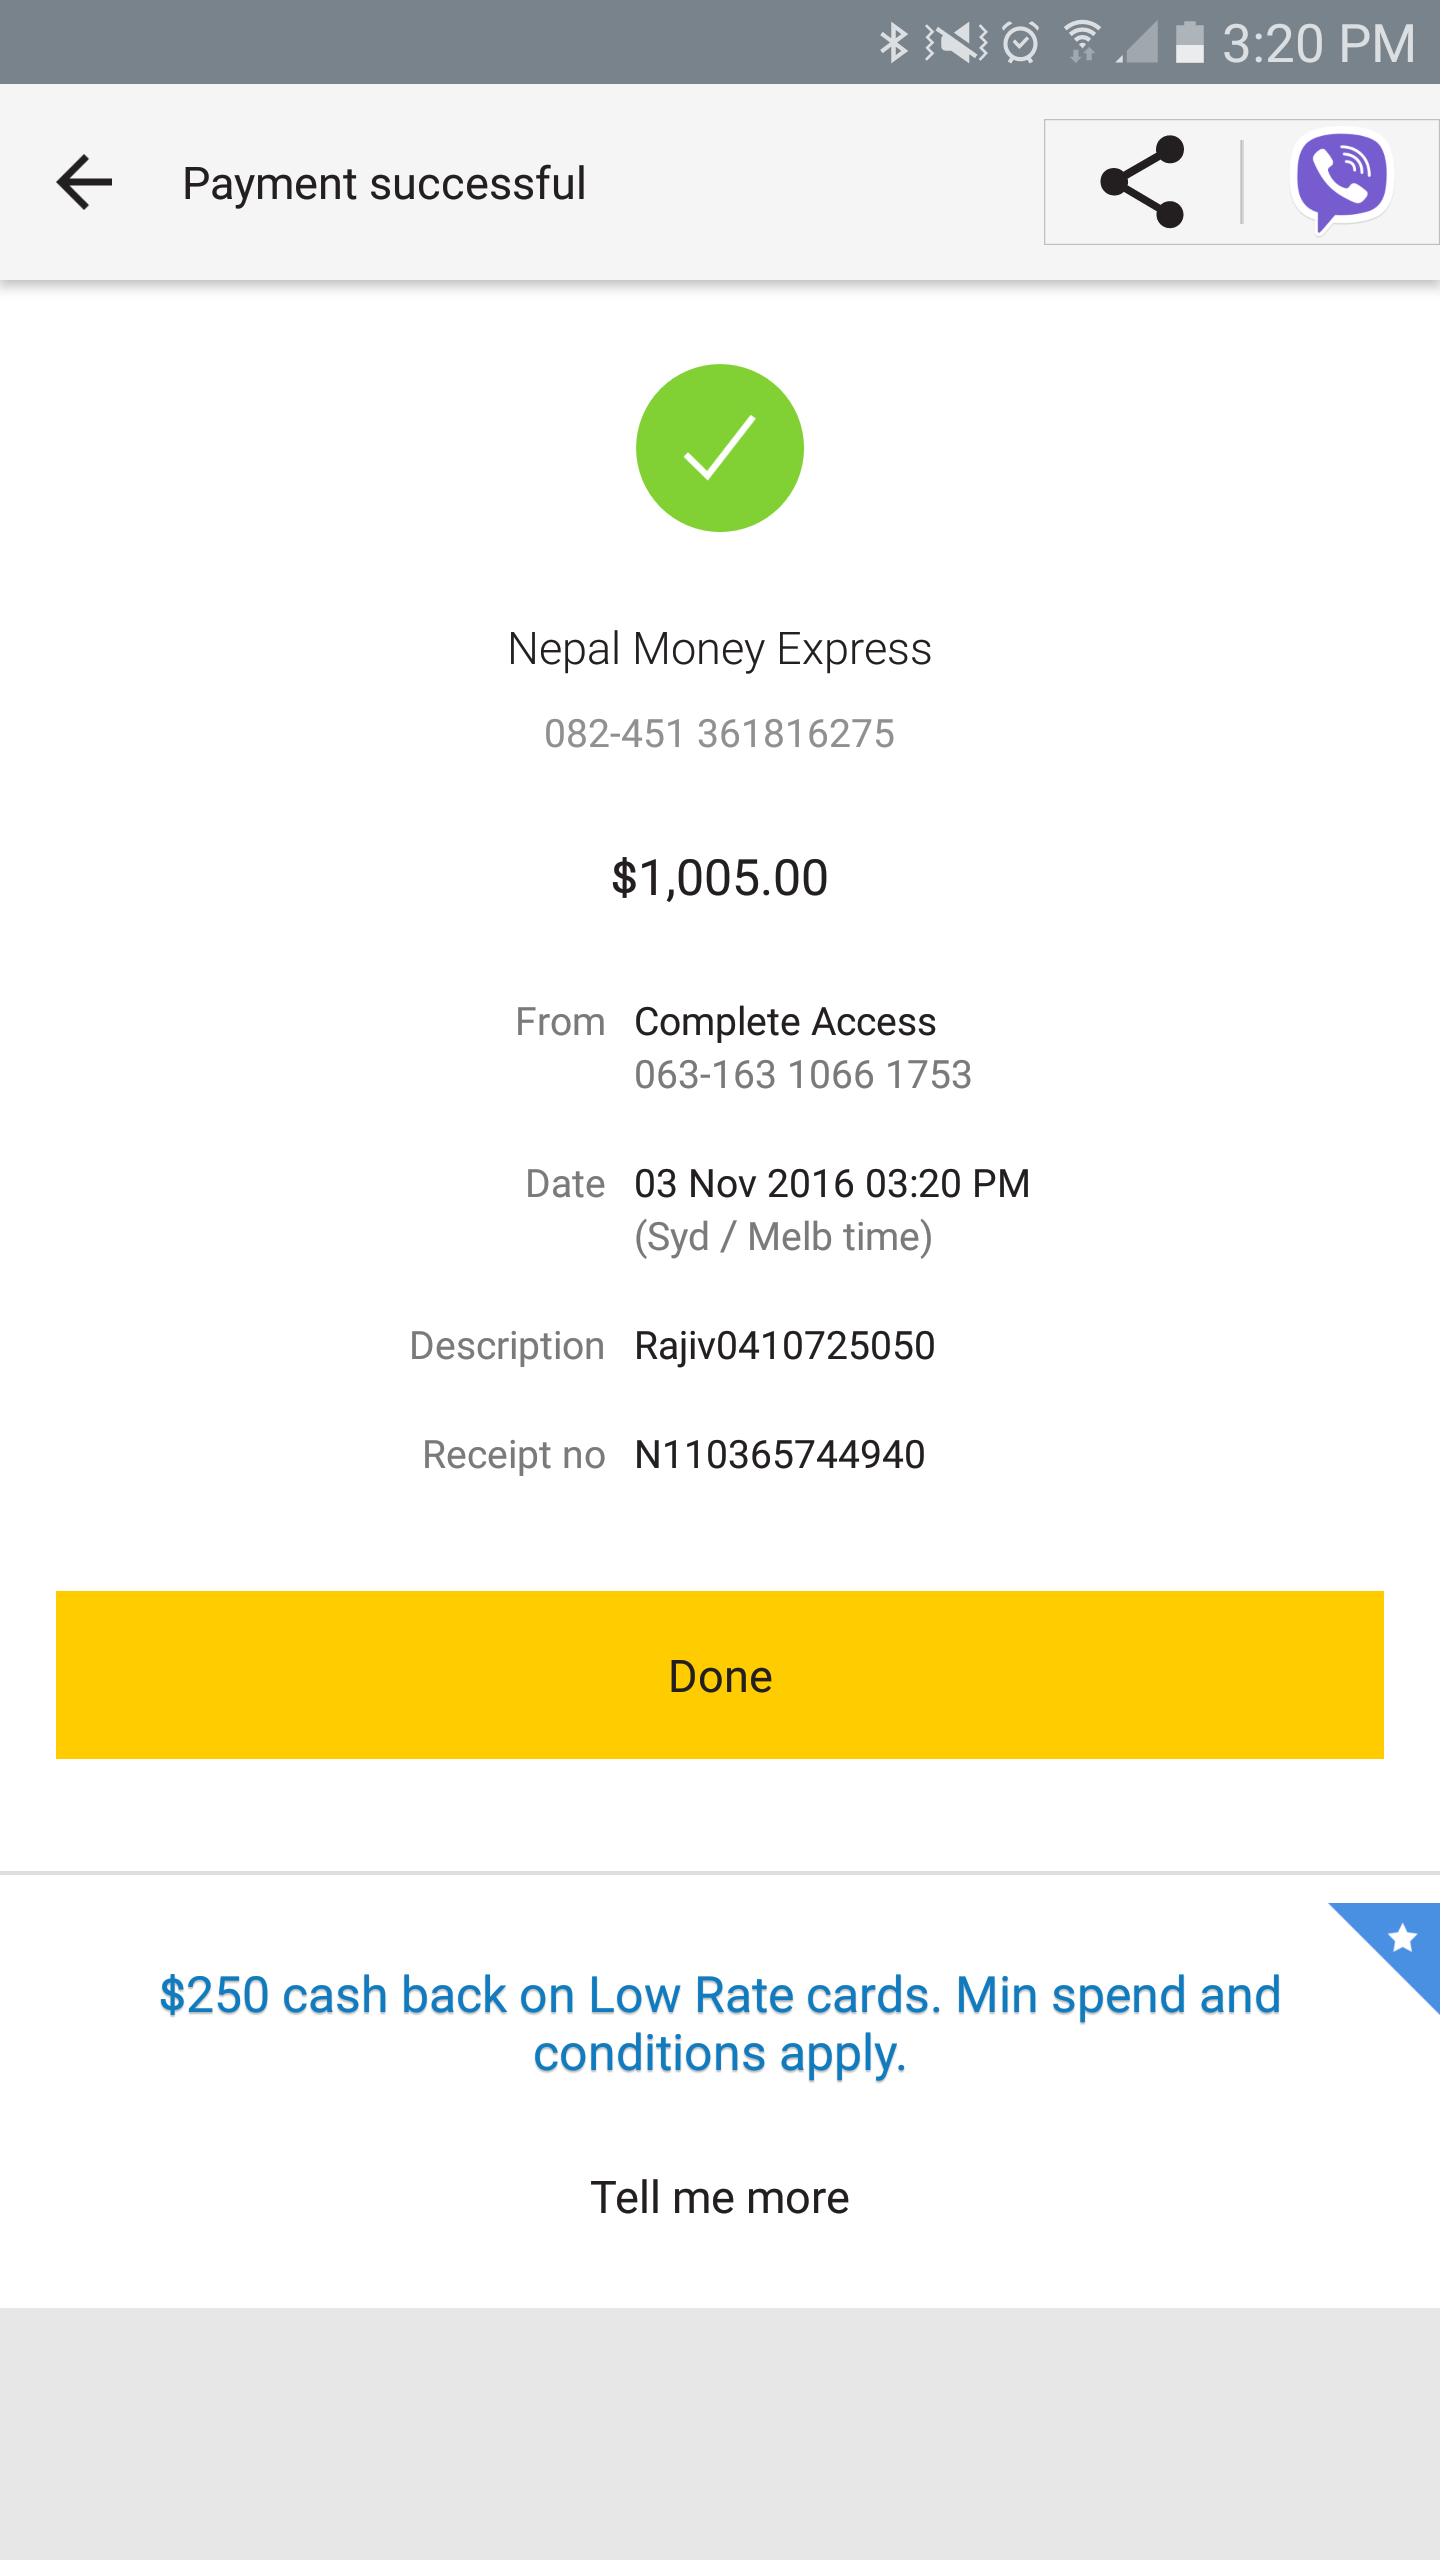 3:20 PM
Payment successful
Nepal Money Express
082-451 361816275
$1,005.00
From Complete Access
063-163 1066 1753
Date 03 Nov 2016 03:20 PM
(Syd / Melb time)
Description Rajiv0410725050
Receipt no N110365744940
Done
$250 cash back on Low Rate cards. Min spend and
conditions apply.
Tell me more